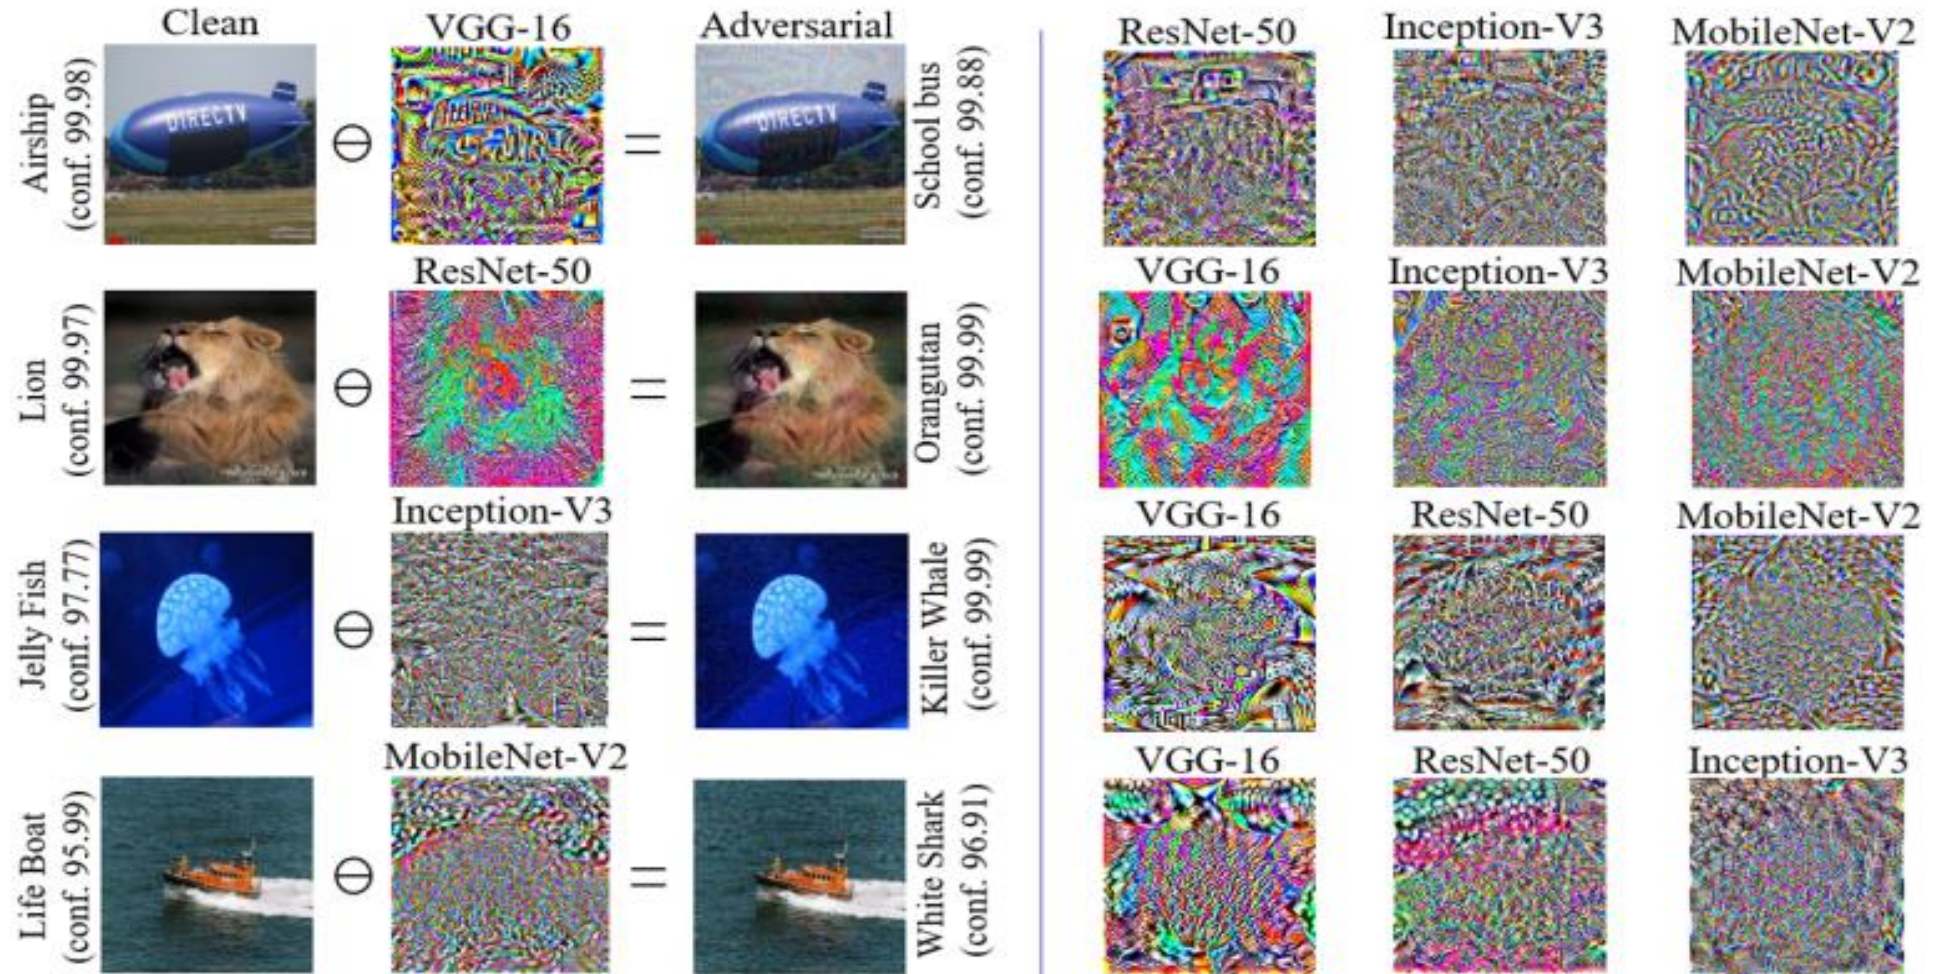 Clean VGG-16 Adversarial ResNet-50 Inception-V3 MobileNet-V2
Airship
(conf. 99.98)
DIRECTV
DIRECTV
School bus
(conf. 99.88)
ResNet-50 VGG-16 Inception-V3 MobileNet-V2
Lion
(conf. 99.97)
Orangutan
(conf. 99.99)
Inception-V3 VGG-16 ResNet-50 MobileNet-V2
Jelly Fish
(conf. 97.77)
Killer Whale
(conf. 99.99)
MobileNet-V2 VGG-16 ResNet-50 Inception-V3
Life Boat
(conf. 95.99)
White Shark
(conf. 96.91)